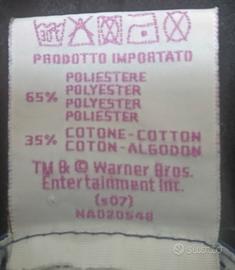 30°C
PRODOTTO IMPORTATO
POLIESTERE
65% POLYESTER
POLYESTER
POLIESTER
35% COTONE-COTTON
COTON-ALGODON
TM & © Warner Bros.
Entertainment Inc.
(s07)
NA020548